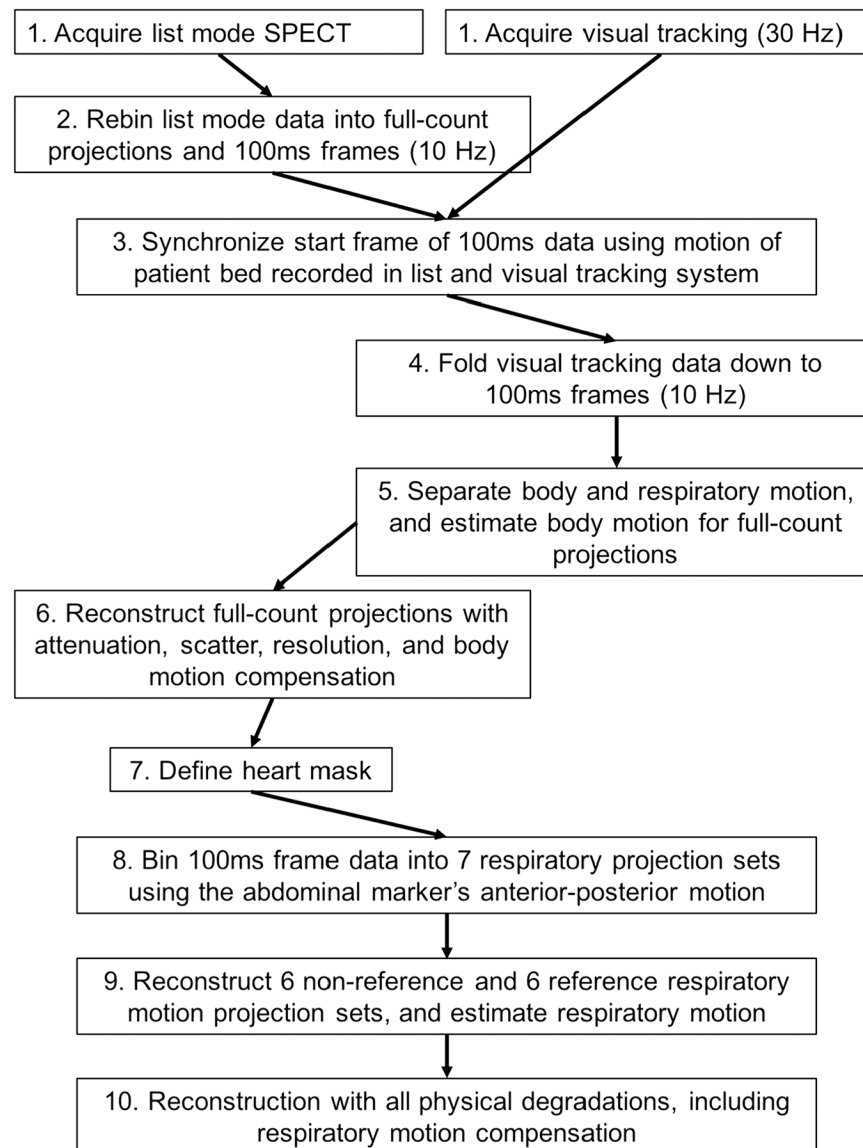 1. Acquire list mode SPECT
1. Acquire visual tracking (30 Hz)
2. Rebin list mode data into full-count
projections and 100ms frames (10 Hz)
3. Synchronize start frame of 100ms data using motion of
patient bed recorded in list and visual tracking system
4. Fold visual tracking data down to
100ms frames (10 Hz)
5. Separate body and respiratory motion,
and estimate body motion for full-count
projections
6. Reconstruct full-count projections with
attenuation, scatter, resolution, and body
motion compensation
7. Define heart mask
8. Bin 100ms frame data into 7 respiratory projection sets
using the abdominal marker's anterior-posterior motion
9. Reconstruct 6 non-reference and 6 reference respiratory
motion projection sets, and estimate respiratory motion
10. Reconstruction with all physical degradations, including
respiratory motion compensation